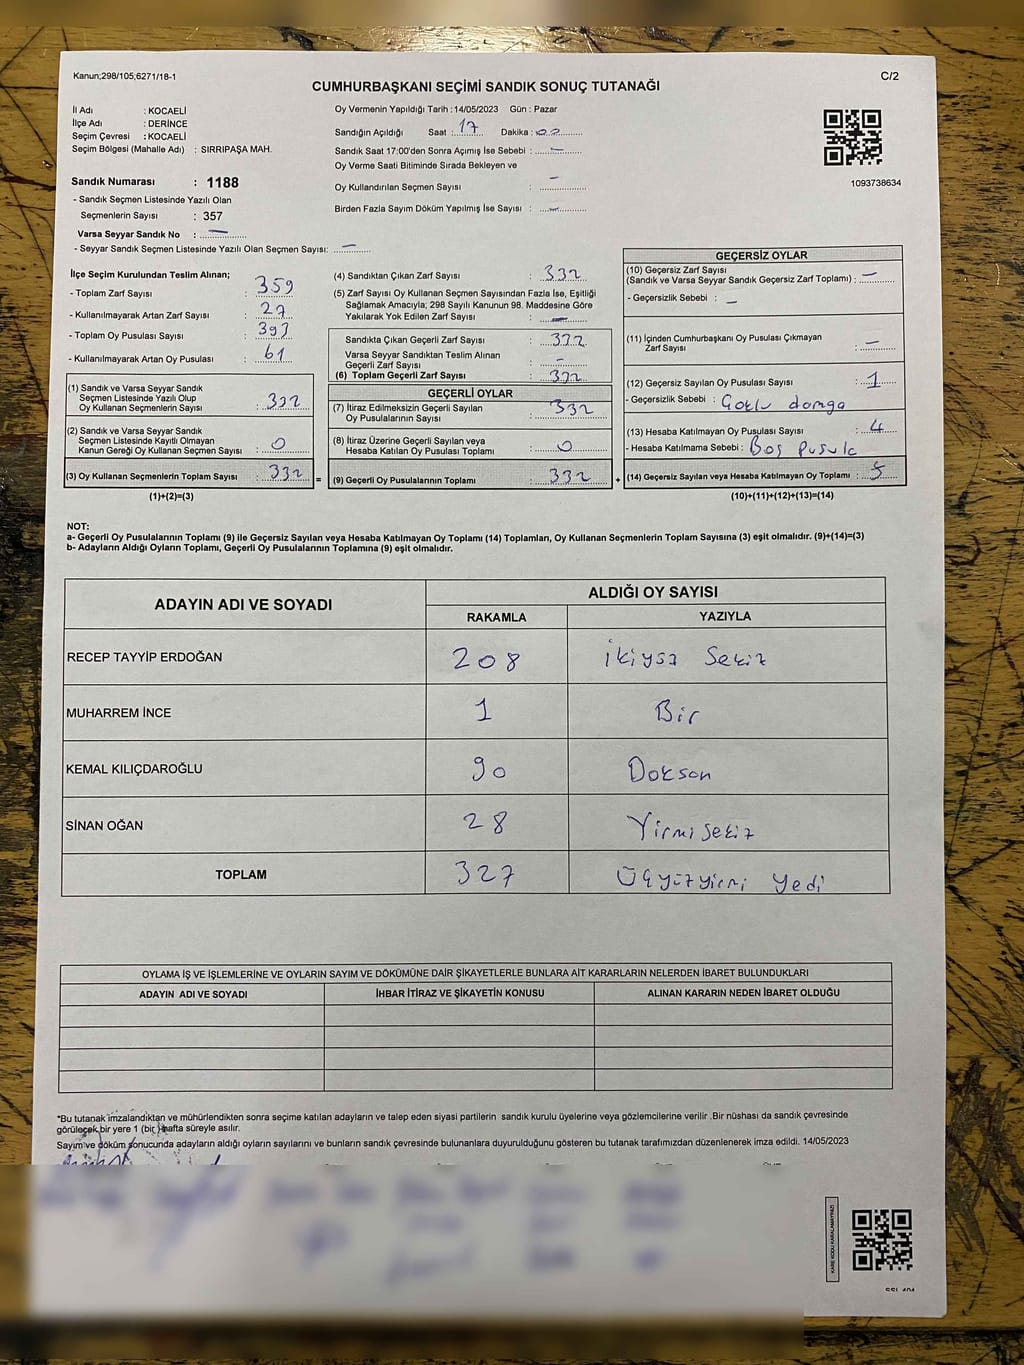 Kanun;298/105;6271/18-1
C/2
CUMHURBAŞKANI SEÇİMİ SANDIK SONUÇ TUTANAĞI
İl Adı : KOCAELİ
İlçe Adı : DERİNCE
Seçim Çevresi : KOCAELİ
Seçim Bölgesi (Mahalle Adı) : SIRRIPAŞA MAH.
Sandık Numarası : 1188
- Sandık Seçmen Listesinde Yazılı Olan
Seçmenlerin Sayısı : 357
Varsa Seyyar Sandık No : —
- Seyyar Sandık Seçmen Listesinde Yazılı Olan Seçmen Sayısı: —
Oy Vermenin Yapıldığı Tarih : 14/05/2023 Gün : Pazar
Sandığın Açıldığı Saat : 17 Dakika : 00
Sandık Saat 17:00'den Sonra Açımış İse Sebebi : —
Oy Verme Saati Bitiminde Sırada Bekleyen ve
Oy Kullandırılan Seçmen Sayısı : —
Birden Fazla Sayım Döküm Yapılmış İse Sayısı : —
1093738634
İlçe Seçim Kurulundan Teslim Alınan;
- Toplam Zarf Sayısı : 359
- Kullanılmayarak Artan Zarf Sayısı : 27
- Toplam Oy Pusulası Sayısı : 393
- Kullanılmayarak Artan Oy Pusulası : 61
(1) Sandık ve Varsa Seyyar Sandık
Seçmen Listesinde Yazılı Olup
Oy Kullanan Seçmenlerin Sayısı : 332
(2) Sandık ve Varsa Seyyar Sandık
Seçmen Listesinde Kayıtlı Olmayan
Kanun Gereği Oy Kullanan Seçmen Sayısı : 0
(3) Oy Kullanan Seçmenlerin Toplam Sayısı : 332 =
(1)+(2)=(3)
(4) Sandıktan Çıkan Zarf Sayısı : 332
(5) Zarf Sayısı Oy Kullanan Seçmen Sayısından Fazla İse, Eşitliği
Sağlamak Amacıyla; 298 Sayılı Kanunun 98. Maddesine Göre
Yakılarak Yok Edilen Zarf Sayısı : —
Sandıkta Çıkan Geçerli Zarf Sayısı : 332
Varsa Seyyar Sandıktan Teslim Alınan
Geçerli Zarf Sayısı : —
(6) Toplam Geçerli Zarf Sayısı : 332
GEÇERLİ OYLAR
(7) İtiraz Edilmeksizin Geçerli Sayılan
Oy Pusulalarının Sayısı : 332
(8) İtiraz Üzerine Geçerli Sayılan veya
Hesaba Katılan Oy Pusulası Toplamı : 0
(9) Geçerli Oy Pusulalarının Toplamı : 332 +
GEÇERSİZ OYLAR
(10) Geçersiz Zarf Sayısı
(Sandık ve Varsa Seyyar Sandık Geçersiz Zarf Toplamı) : —
- Geçersizlik Sebebi : —
(11) İçinden Cumhurbaşkanı Oy Pusulası Çıkmayan
Zarf Sayısı : —
(12) Geçersiz Sayılan Oy Pusulası Sayısı : 1
- Geçersizlik Sebebi :
(13) Hesaba Katılmayan Oy Pusulası Sayısı : 4
- Hesaba Katılmama Sebebi : Boş Pusula
(14) Geçersiz Sayılan veya Hesaba Katılmayan Oy Toplamı : 5
(10)+(11)+(12)+(13)=(14)
NOT:
a- Geçerli Oy Pusulalarının Toplamı (9) ile Geçersiz Sayılan veya Hesaba Katılmayan Oy Toplamı (14) Toplamları, Oy Kullanan Seçmenlerin Toplam Sayısına (3) eşit olmalıdır. (9)+(14)=(3)
b- Adayların Aldığı Oyların Toplamı, Geçerli Oy Pusulalarının Toplamına (9) eşit olmalıdır.
ADAYIN ADI VE SOYADI ALDIĞI OY SAYISI
RAKAMLA YAZIYLA
RECEP TAYYİP ERDOĞAN 208 İkiyüz Sekiz
MUHARREM İNCE 1 Bir
KEMAL KILIÇDAROĞLU 90 Doksan
SİNAN OĞAN 28 Yirmi Sekiz
TOPLAM 327 Üçyüzyirmi Yedi
OYLAMA İŞ VE İŞLEMLERİNE VE OYLARIN SAYIM VE DÖKÜMÜNE DAİR ŞİKAYETLERLE BUNLARA AİT KARARLARIN NELERDEN İBARET BULUNDUKLARI
ADAYIN ADI VE SOYADI İHBAR İTİRAZ VE ŞİKAYETİN KONUSU ALINAN KARARIN NEDEN İBARET OLDUĞU
*Bu tutanak imzalandıktan ve mühürlendikten sonra seçime katılan adayların ve talep eden siyasi partilerin sandık kurulu üyelerine veya gözlemcilerine verilir .Bir nüshası da sandık çevresinde
görülecek bir yere 1 (bir) hafta süreyle asılır.
Sayım ve döküm sonucunda adayların aldığı oyların sayılarını ve bunların sandık çevresinde bulunanlara duyurulduğunu gösteren bu tutanak tarafımızdan düzenlenerek imza edildi. 14/05/2023
KARE KODU KARALAMAYINIZ!